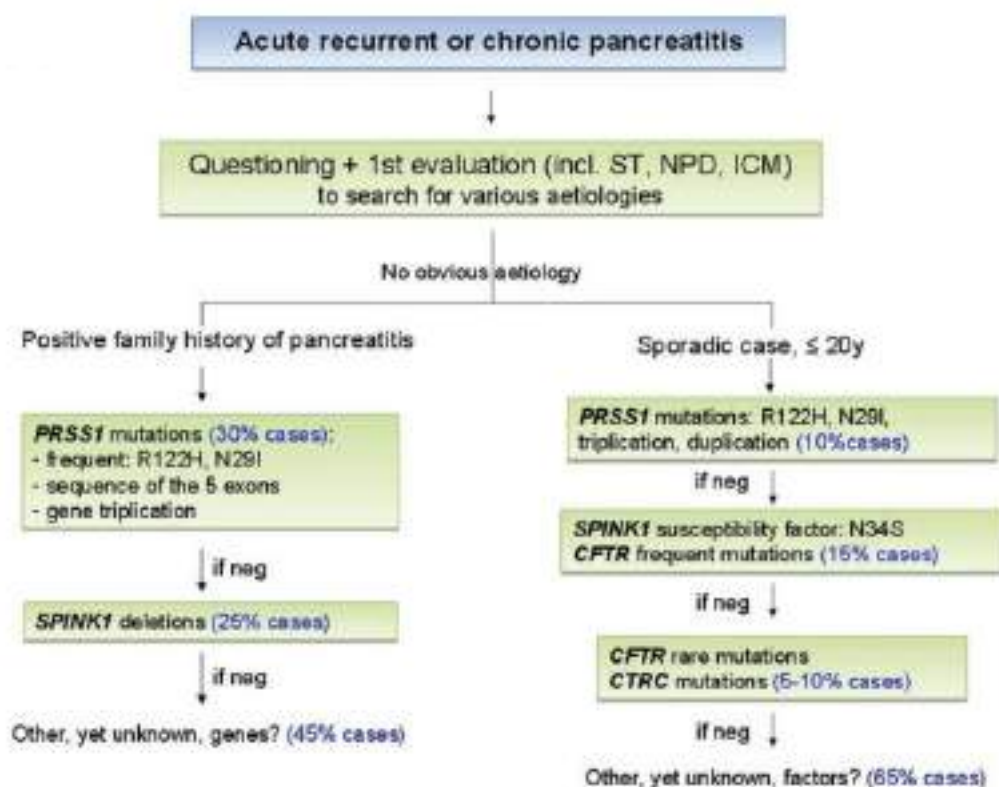 Acute recurrent or chronic pancreatitis
Questioning + 1st evaluation (incl. ST, NPD, ICM)
to search for various aetiologies
No obvious aetiology
Positive family history of pancreatitis
PRSS1 mutations (30% cases):
- frequent: R122H, N29I
- sequence of the 5 exons
- gene triplication
if neg
SPINK1 deletions (25% cases)
if neg
Other, yet unknown, genes? (45% cases)
Sporadic case, ≤ 20y
PRSS1 mutations: R122H, N29I,
triplication, duplication (10%cases)
if neg
SPINK1 susceptibility factor: N34S
CFTR frequent mutations (15% cases)
if neg
CFTR rare mutations
CTRC mutations (5-10% cases)
if neg
Other, yet unknown, factors? (65% cases)